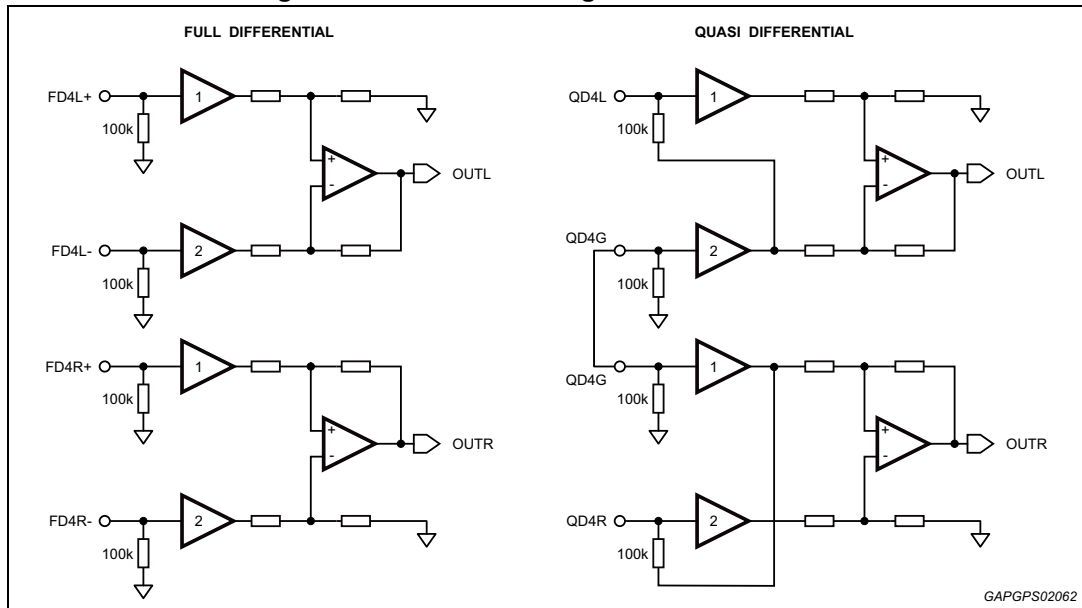 FULL DIFFERENTIAL
FD4L+
1
100k
+
-
OUTL
FD4L-
2
100k
FD4R+
1
100k
+
-
OUTR
FD4R-
2
100k
QUASI DIFFERENTIAL
QD4L
1
100k
+
-
OUTL
QD4G
2
100k
QD4G
1
100k
+
-
OUTR
QD4R
2
100k
GAPGPS02062